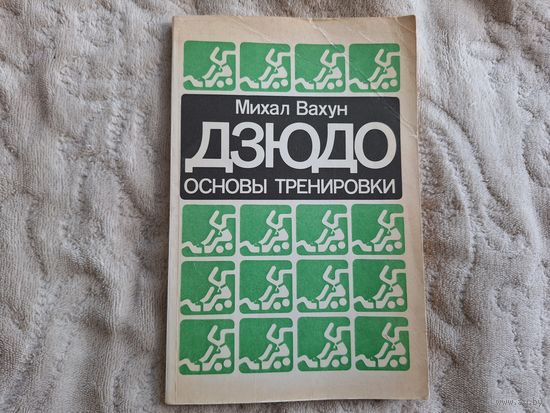 Михал Вахун
ДЗЮДО
ОСНОВЫ ТРЕНИРОВКИ